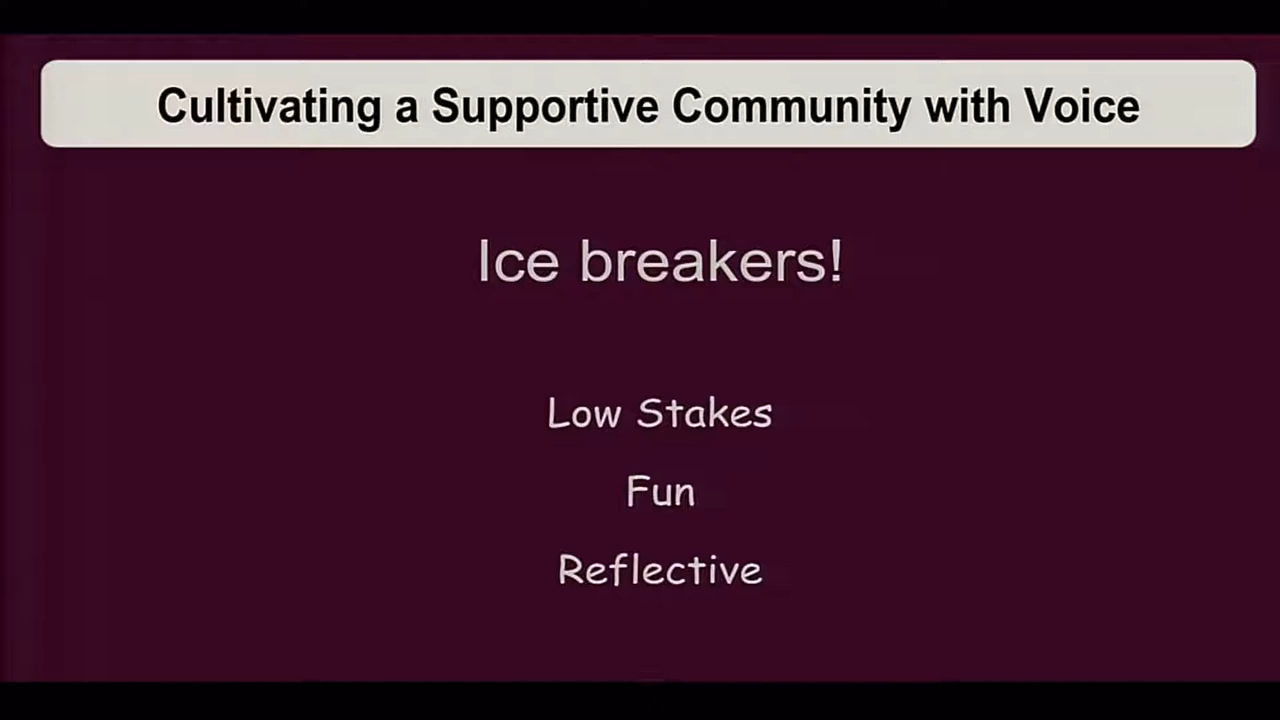 Cultivating a Supportive Community with Voice
Ice breakers!
Low Stakes
Fun
Reflective